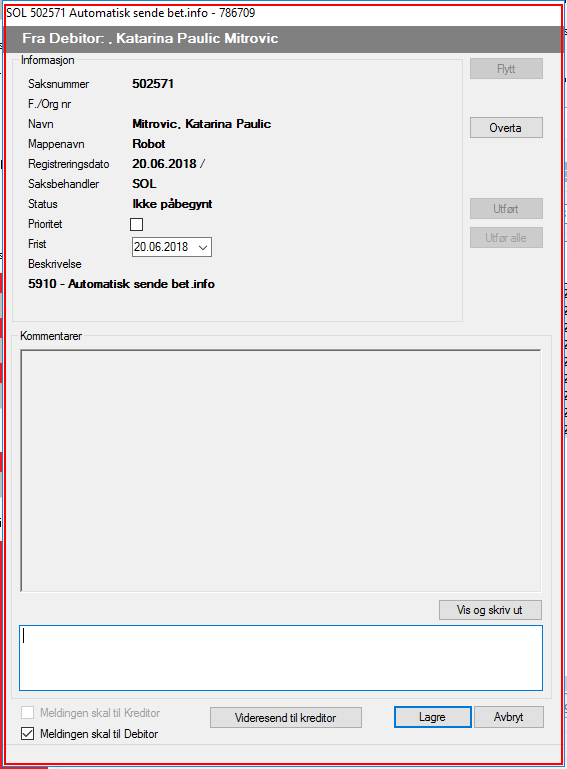 SOL 502571 Automatisk sende bet.info - 786709
Fra Debitor: , Katarina Paulic Mitrovic
Informasjon
Flytt
Saksnummer 502571
F./Org nr
Navn Mitrovic, Katarina Paulic
Overta
Mappenavn Robot
Registreringsdato 20.06.2018 /
Saksbehandler SOL
Status Ikke påbegynt
Utført
Prioritet
Utfør alle
Frist 20.06.2018
Beskrivelse
5910 - Automatisk sende bet.info
Kommentarer
Vis og skriv ut
Meldingen skal til Kreditor
Videresend til kreditor
Lagre
Avbryt
Meldingen skal til Debitor